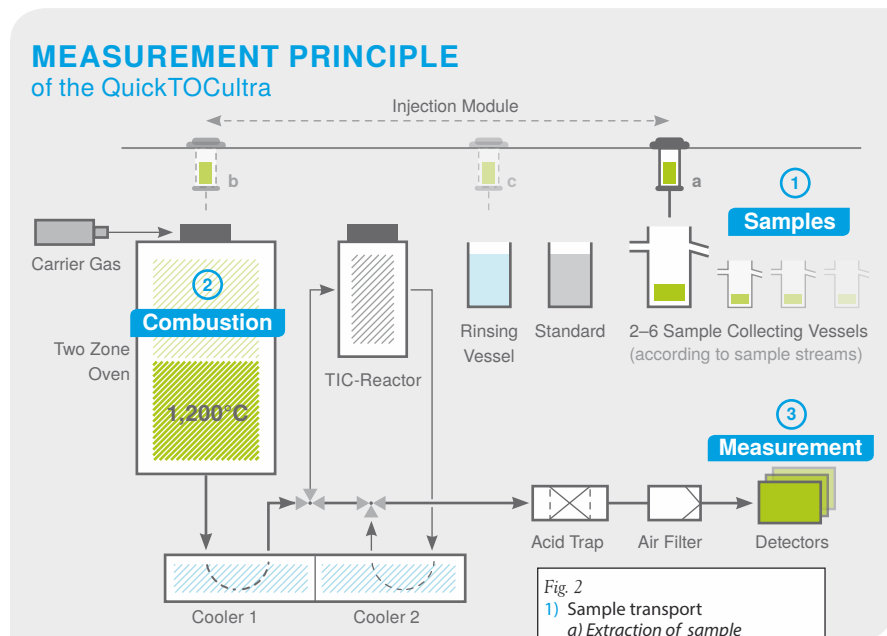 MEASUREMENT PRINCIPLE
of the QuickTOCultra
Injection Module
b
c
a
1
Samples
Carrier Gas
2
Combustion
Two Zone
Oven
1,200°C
TIC-Reactor
Rinsing
Vessel
Standard
2–6 Sample Collecting Vessels
(according to sample streams)
3
Measurement
Acid Trap
Air Filter
Detectors
Cooler 1
Cooler 2
Fig. 2
1) Sample transport
a) Extraction of sample